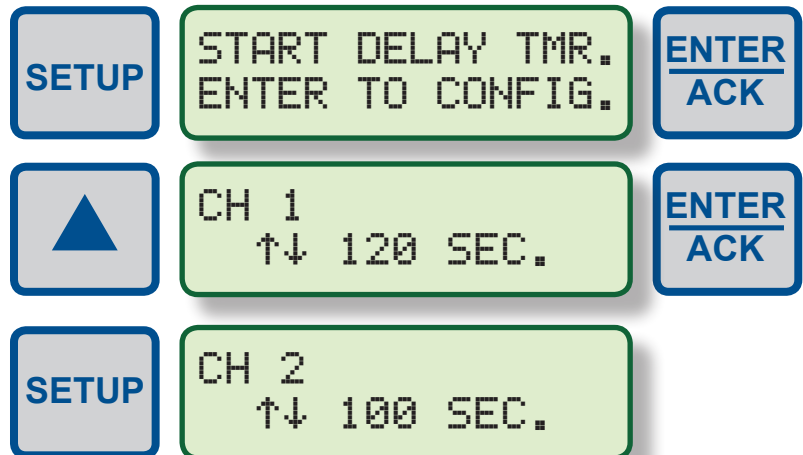 SETUP
START DELAY TMR.
ENTER TO CONFIG.
ENTER
ACK
CH 1
↑↓ 120 SEC.
ENTER
ACK
SETUP
CH 2
↑↓ 100 SEC.